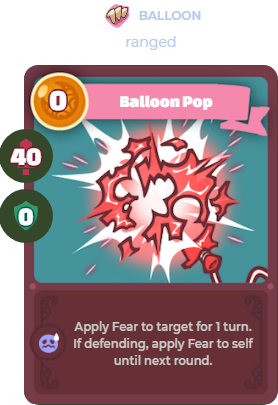 BALLOON
ranged
0
Balloon Pop
40
0
Apply Fear to target for 1 turn.
If defending, apply Fear to self
until next round.